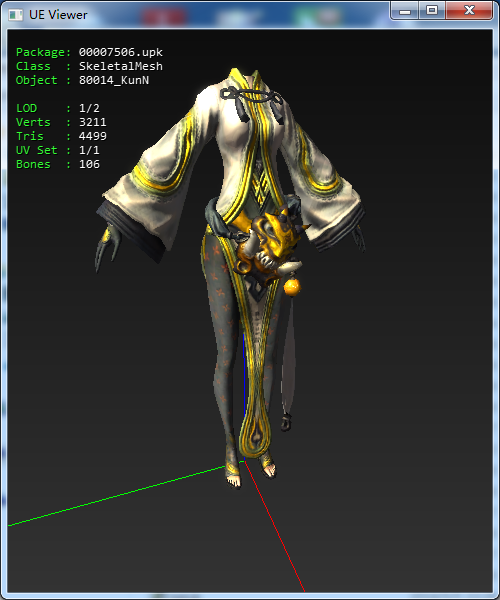 UE Viewer
Package: 00007506.upk
Class : SkeletalMesh
Object : 80014_KunN
LOD : 1/2
Verts : 3211
Tris : 4499
UV Set : 1/1
Bones : 106